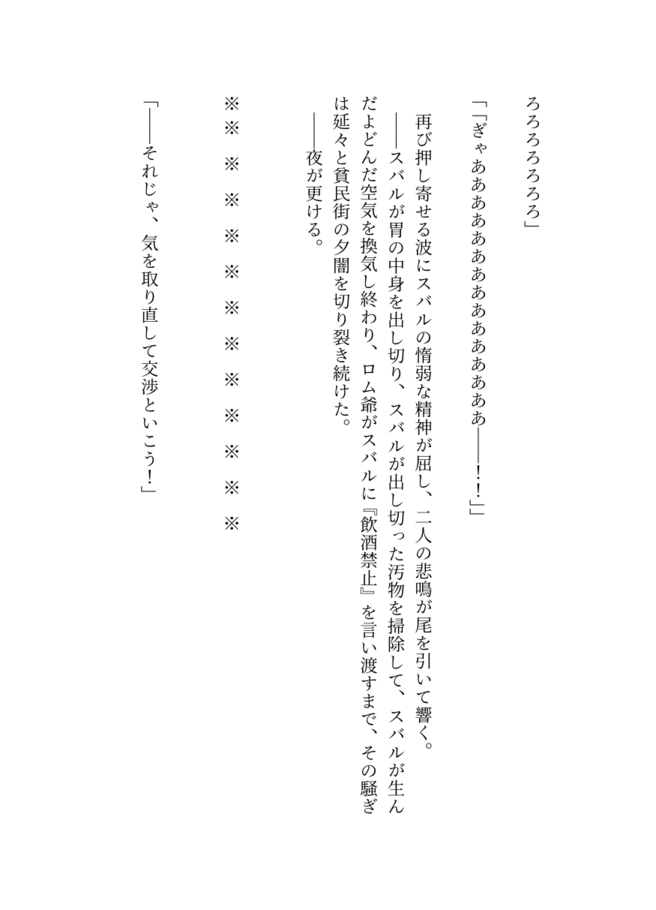 ろろろろろろろ」
「「ぎゃああああああああああああああああ――！！」」
　再び押し寄せる波にスバルの惰弱な精神が屈し、二人の悲鳴が尾を引いて響く。
　――スバルが胃の中身を出し切り、スバルが出し切った汚物を掃除して、スバルが生ん
だよどんだ空気を換気し終わり、ロム爺がスバルに『飲酒禁止』を言い渡すまで、その騒ぎ
は延々と貧民街の夕闇を切り裂き続けた。
　――夜が更ける。
※※　※　※　※　※　※　※　※　※　※　※　※
「――それじゃ、気を取り直して交渉といこう！」